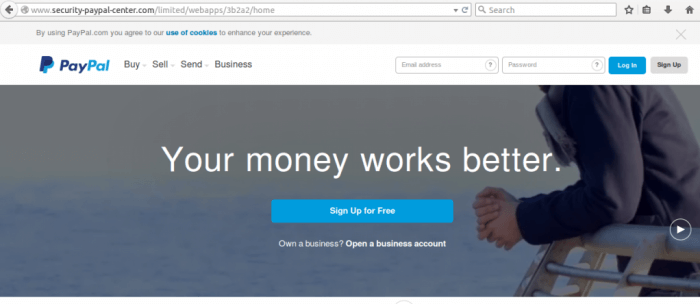 www.security-paypal-center.com/limited/webapps/3b2a2/home
Search
By using PayPal.com you agree to our use of cookies to enhance your experience.
PayPal Buy Sell Send Business Email address ? Password ? Log In Sign Up
Your money works better.
Sign Up for Free
Own a business? Open a business account